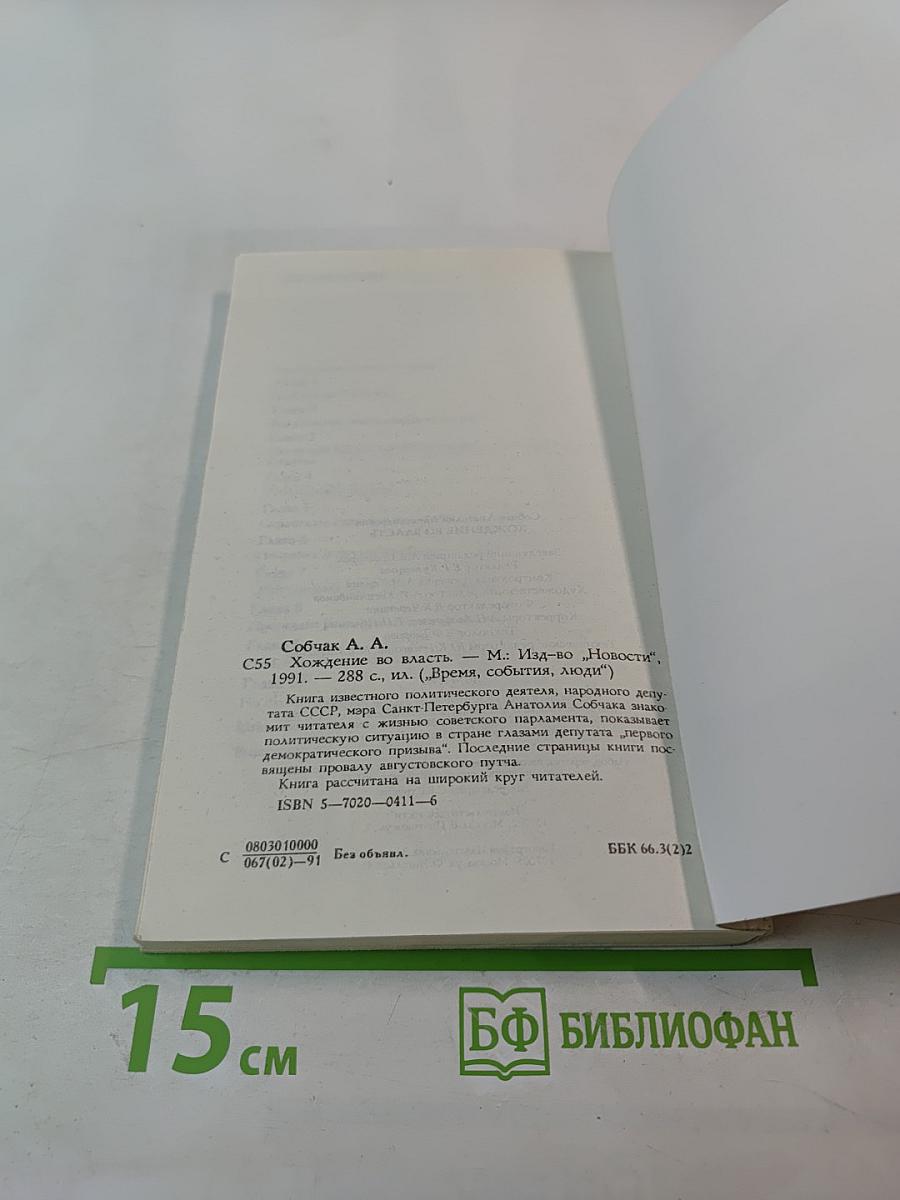 Собчак А. А.
С55 Хождение во власть. — М.: Изд-во „Новости“,
1991. — 288 с., ил. („Время, события, люди“)
Книга известного политического деятеля, народного депу-
тата СССР, мэра Санкт-Петербурга Анатолия Собчака знако-
мит читателя с жизнью советского парламента, показывает
политическую ситуацию в стране глазами депутата „первого
демократического призыва“. Последние страницы книги пос-
вящены провалу августовского путча.
Книга рассчитана на широкий круг читателей.
ISBN 5—7020—0411—6
0803010000
С 067(02)—91 Без объявл. ББК 66.3(2)2
15 см
БФ БИБЛИОФАН